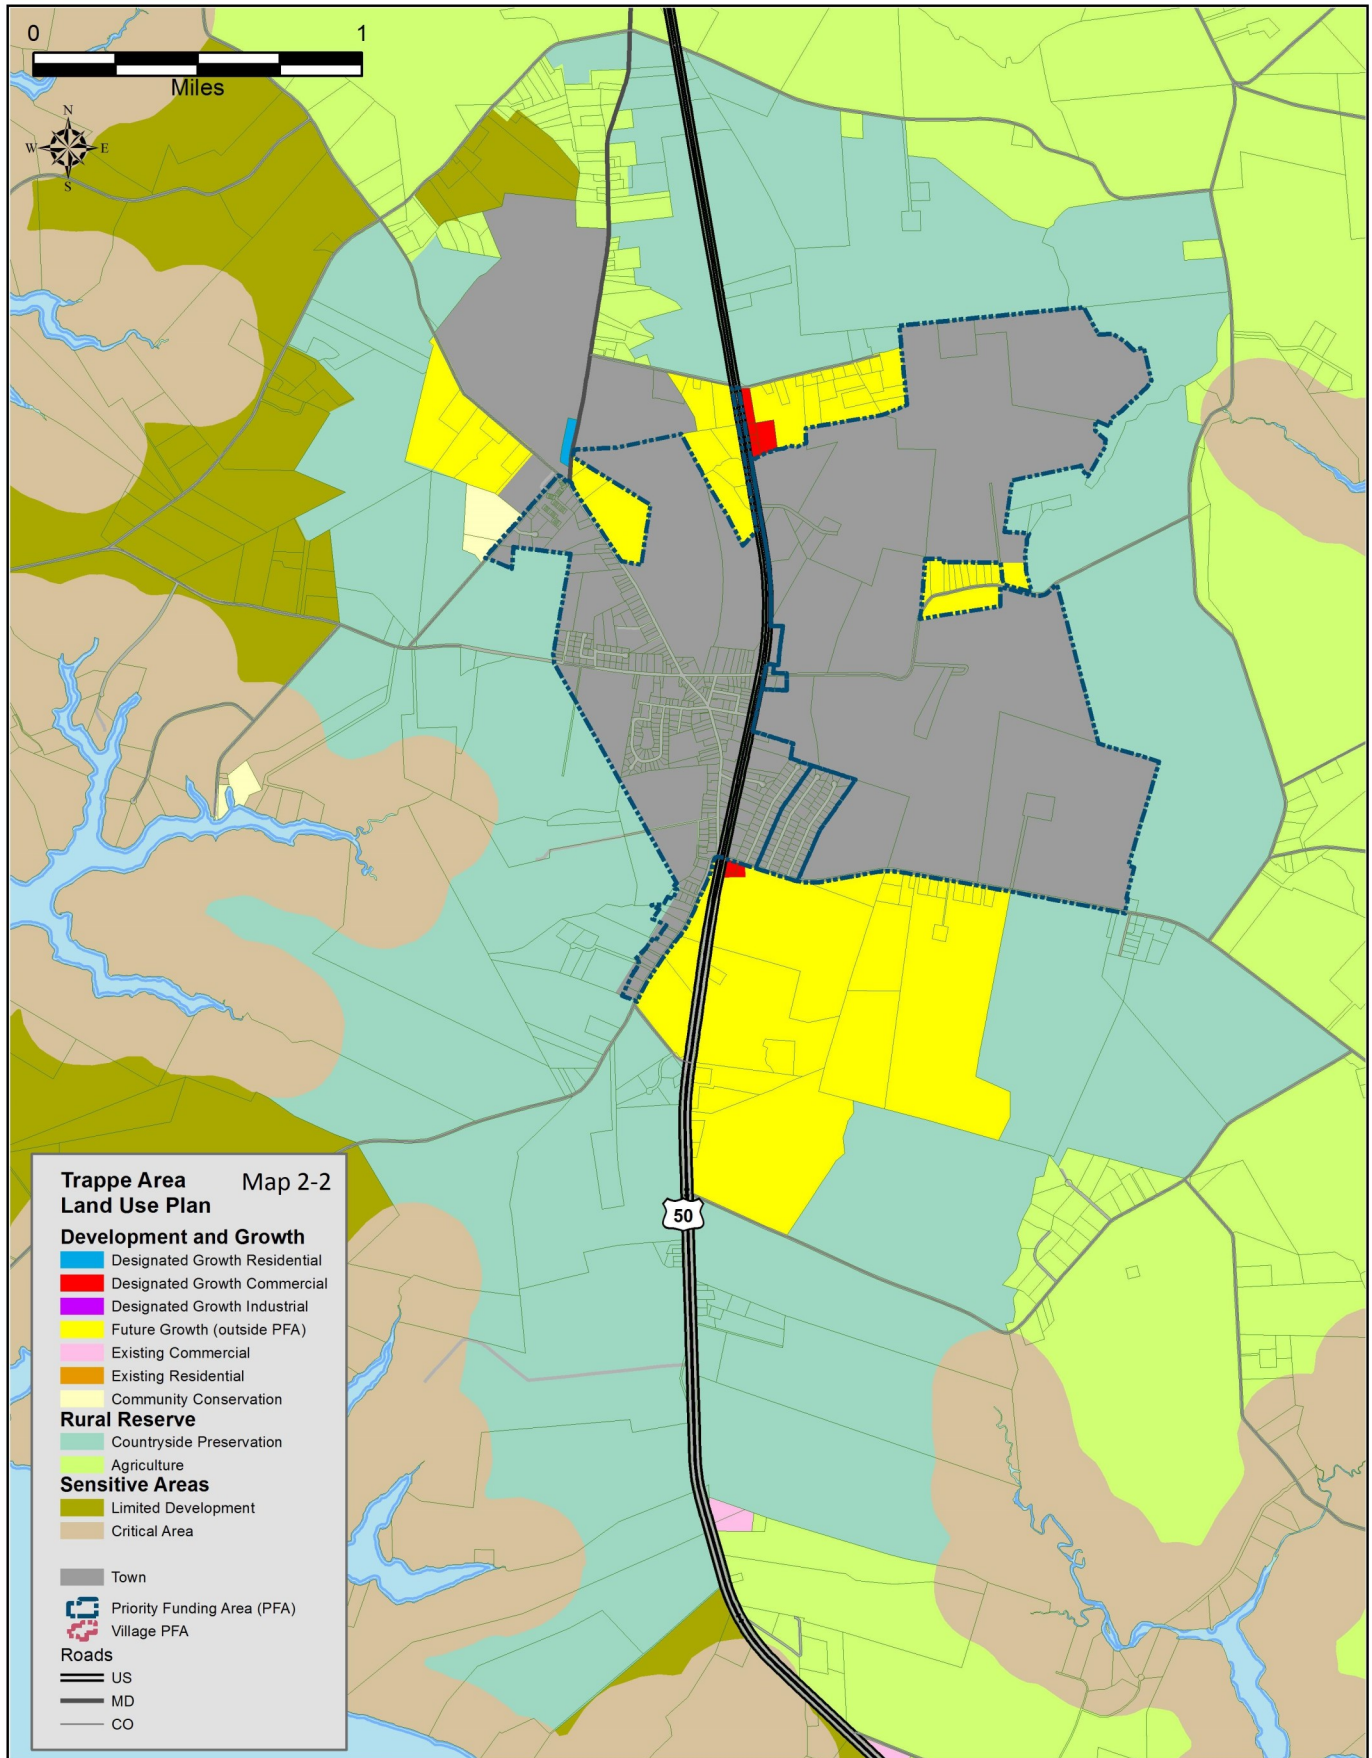 0 1
Miles
N
W E
S
50
Trappe Area Map 2-2
Land Use Plan
Development and Growth
Designated Growth Residential
Designated Growth Commercial
Designated Growth Industrial
Future Growth (outside PFA)
Existing Commercial
Existing Residential
Community Conservation
Rural Reserve
Countryside Preservation
Agriculture
Sensitive Areas
Limited Development
Critical Area
Town
Priority Funding Area (PFA)
Village PFA
Roads
US
MD
CO